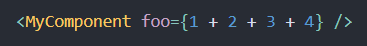 <MyComponent foo={1 + 2 + 3 + 4} />